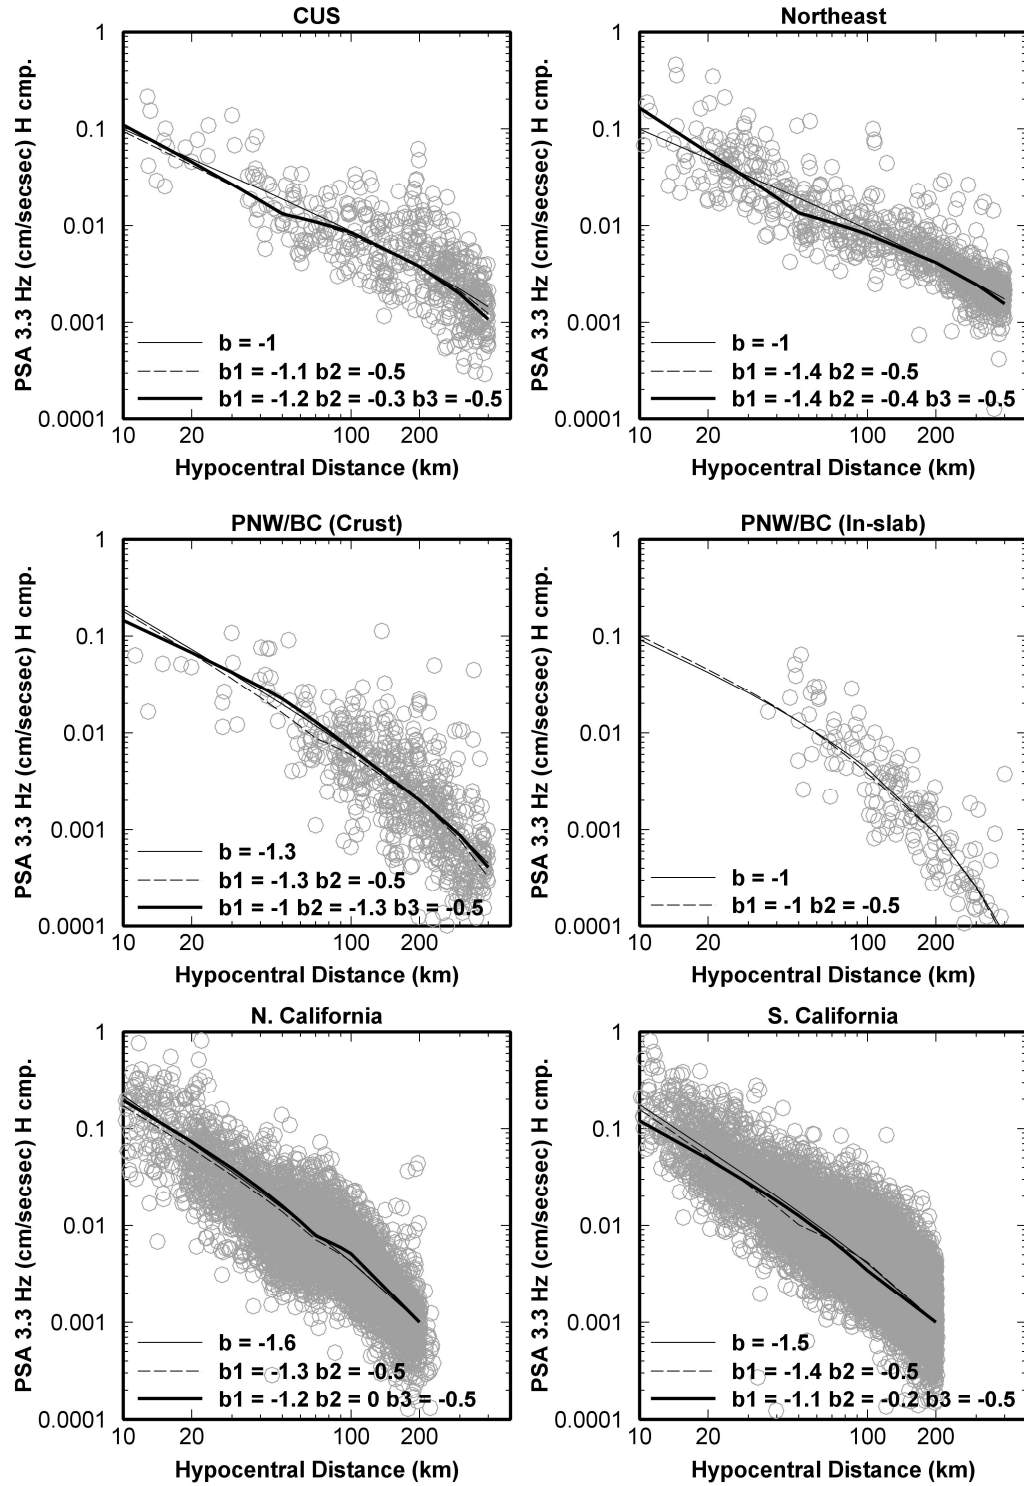 CUS
PSA 3.3 Hz (cm/secsec) H cmp.
1
0.1
0.01
0.001
0.0001
b = -1
b1 = -1.1 b2 = -0.5
b1 = -1.2 b2 = -0.3 b3 = -0.5
10 20 100 200
Hypocentral Distance (km)
Northeast
PSA 3.3 Hz (cm/secsec) H cmp.
1
0.1
0.01
0.001
0.0001
b = -1
b1 = -1.4 b2 = -0.5
b1 = -1.4 b2 = -0.4 b3 = -0.5
10 20 100 200
Hypocentral Distance (km)
PNW/BC (Crust)
PSA 3.3 Hz (cm/secsec) H cmp.
1
0.1
0.01
0.001
0.0001
b = -1.3
b1 = -1.3 b2 = -0.5
b1 = -1 b2 = -1.3 b3 = -0.5
10 20 100 200
Hypocentral Distance (km)
PNW/BC (In-slab)
PSA 3.3 Hz (cm/secsec) H cmp.
1
0.1
0.01
0.001
0.0001
b = -1
b1 = -1 b2 = -0.5
10 20 100 200
Hypocentral Distance (km)
N. California
PSA 3.3 Hz (cm/secsec) H cmp.
1
0.1
0.01
0.001
0.0001
b = -1.6
b1 = -1.3 b2 = -0.5
b1 = -1.2 b2 = 0 b3 = -0.5
10 20 100 200
Hypocentral Distance (km)
S. California
PSA 3.3 Hz (cm/secsec) H cmp.
1
0.1
0.01
0.001
0.0001
b = -1.5
b1 = -1.4 b2 = -0.5
b1 = -1.1 b2 = -0.2 b3 = -0.5
10 20 100 200
Hypocentral Distance (km)